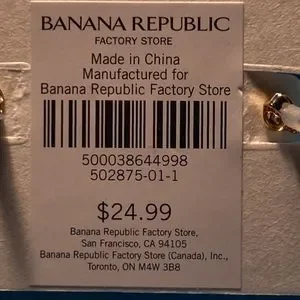 BANANA REPUBLIC
FACTORY STORE
Made in China
Manufactured for
Banana Republic Factory Store
500038644998
502875-01-1
$24.99
Banana Republic Factory Store,
San Francisco, CA 94105
Banana Republic Factory Store (Canada), Inc.,
Toronto, ON M4W 3B8